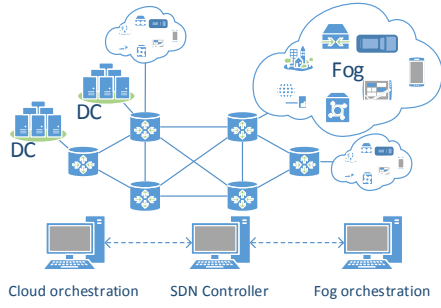 Fog
DC
DC
Cloud orchestration
SDN Controller
Fog orchestration